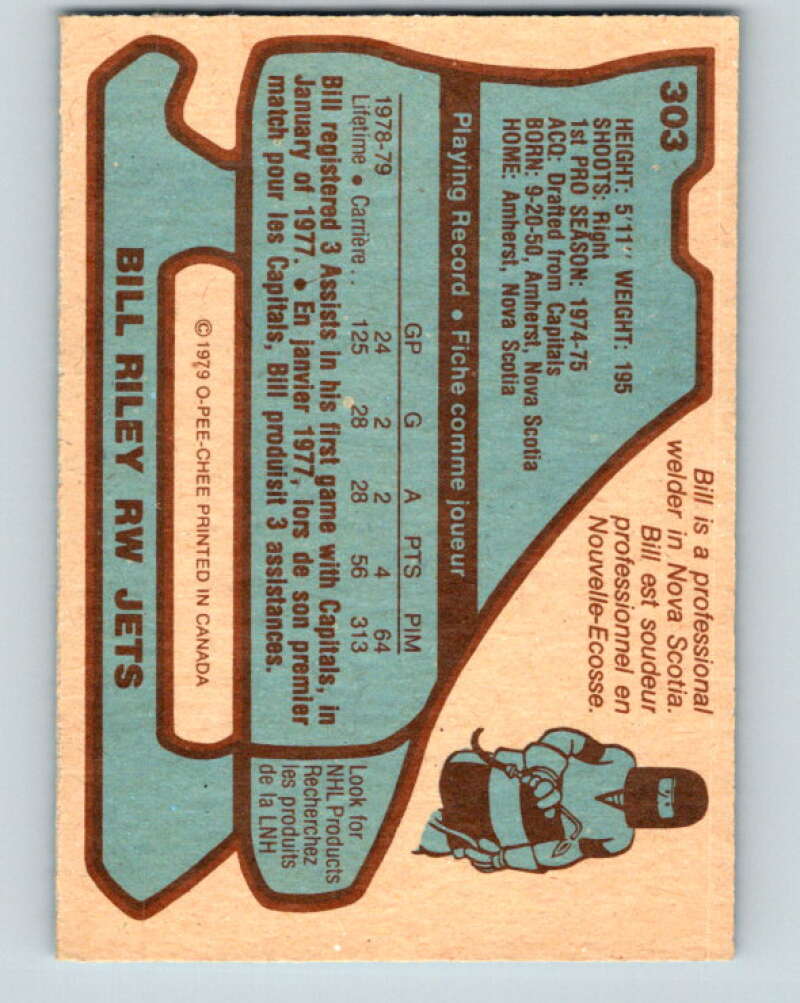 303
HEIGHT: 5'11" WEIGHT: 195
SHOOTS: Right
1st PRO SEASON: 1974-75
ACQ: Drafted from Capitals
BORN: 9-20-50, Amherst, Nova Scotia
HOME: Amherst, Nova Scotia
Bill is a professional
welder in Nova Scotia.
Bill est soudeur
professionnel en
Nouvelle-Ecosse.
Playing Record • Fiche comme joueur
GP G A PTS PIM
1978-79 24 2 2 4 64
Lifetime • Carrière .. 125 28 28 56 313
Bill registered 3 Assists in his first game with Capitals, in
January of 1977. • En janvier 1977, lors de son premier
match pour les Capitals, Bill produisit 3 assistances.
Look for
NHL Products
Recherchez
les produits
de la LNH
© 1979 O-PEE-CHEE PRINTED IN CANADA
BILL RILEY RW JETS